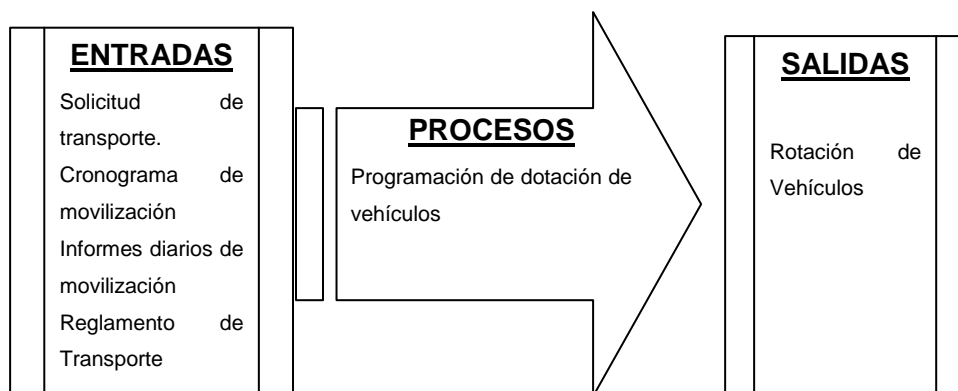 ENTRADAS
Solicitud de
transporte.
Cronograma de
movilización
Informes diarios de
movilización
Reglamento de
Transporte
PROCESOS
Programación de dotación de
vehículos
SALIDAS
Rotación de
Vehículos